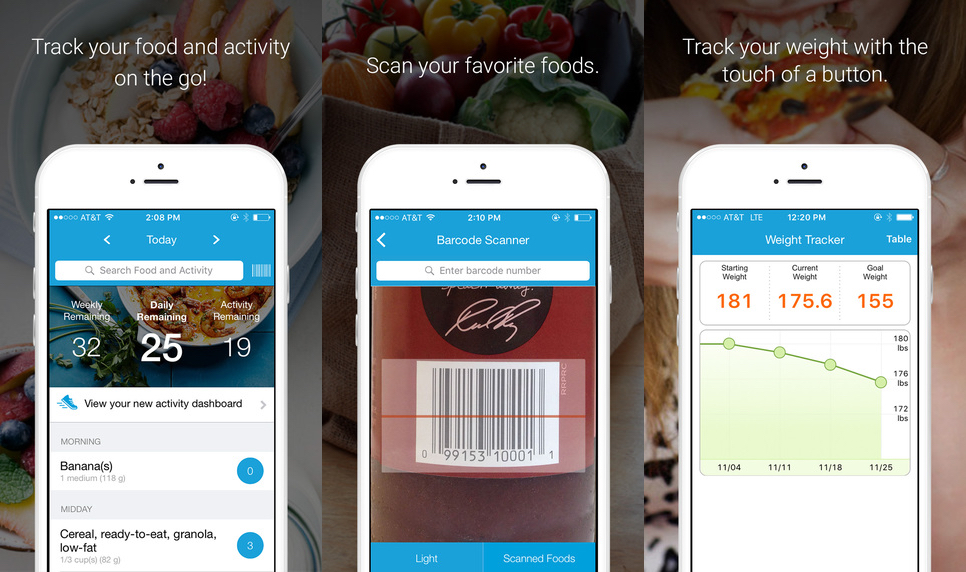 Track your food and activity
on the go!
AT&T 2:08 PM
Today
Search Food and Activity
Weekly Remaining
Daily Remaining
Activity Remaining
32 25 19
View your new activity dashboard
MORNING
Banana(s)
1 medium (118 g)
0
MIDDAY
Cereal, ready-to-eat, granola,
low-fat
1/3 cup(s) (82 g)
3
Scan your favorite foods.
AT&T 2:10 PM
Barcode Scanner
Enter barcode number
0 99153 10001 1
Light Scanned Foods
Track your weight with the
touch of a button.
AT&T LTE 12:20 PM
Weight Tracker Table
Starting Weight
Current Weight
Goal Weight
181 175.6 155
180
lbs
176
lbs
172
lbs
11/04 11/11 11/18 11/25